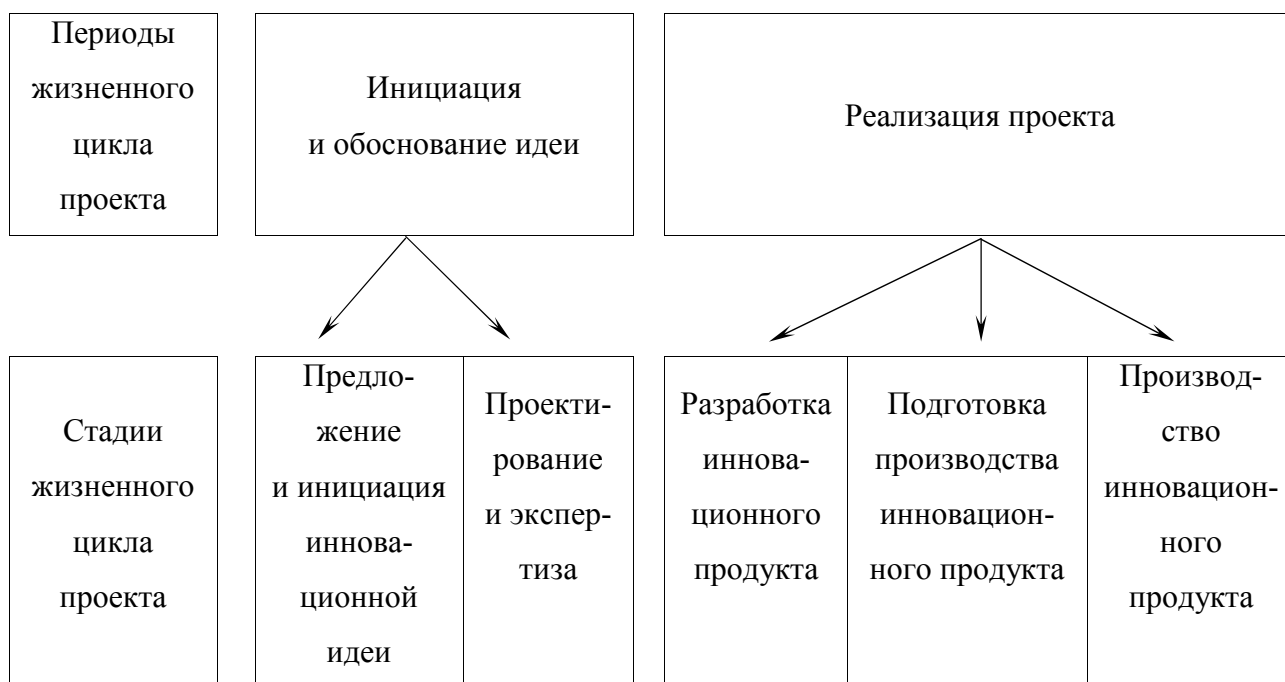 Периоды
жизненного
цикла
проекта
Инициация
и обоснование идеи
Реализация проекта
Стадии
жизненного
цикла
проекта
Предло-
жение
и инициация
иннова-
ционной
идеи
Проекти-
рование
и экспер-
тиза
Разработка
иннова-
ционного
продукта
Подготовка
производства
инновацион-
ного продукта
Производ-
ство
инновацион-
ного
продукта